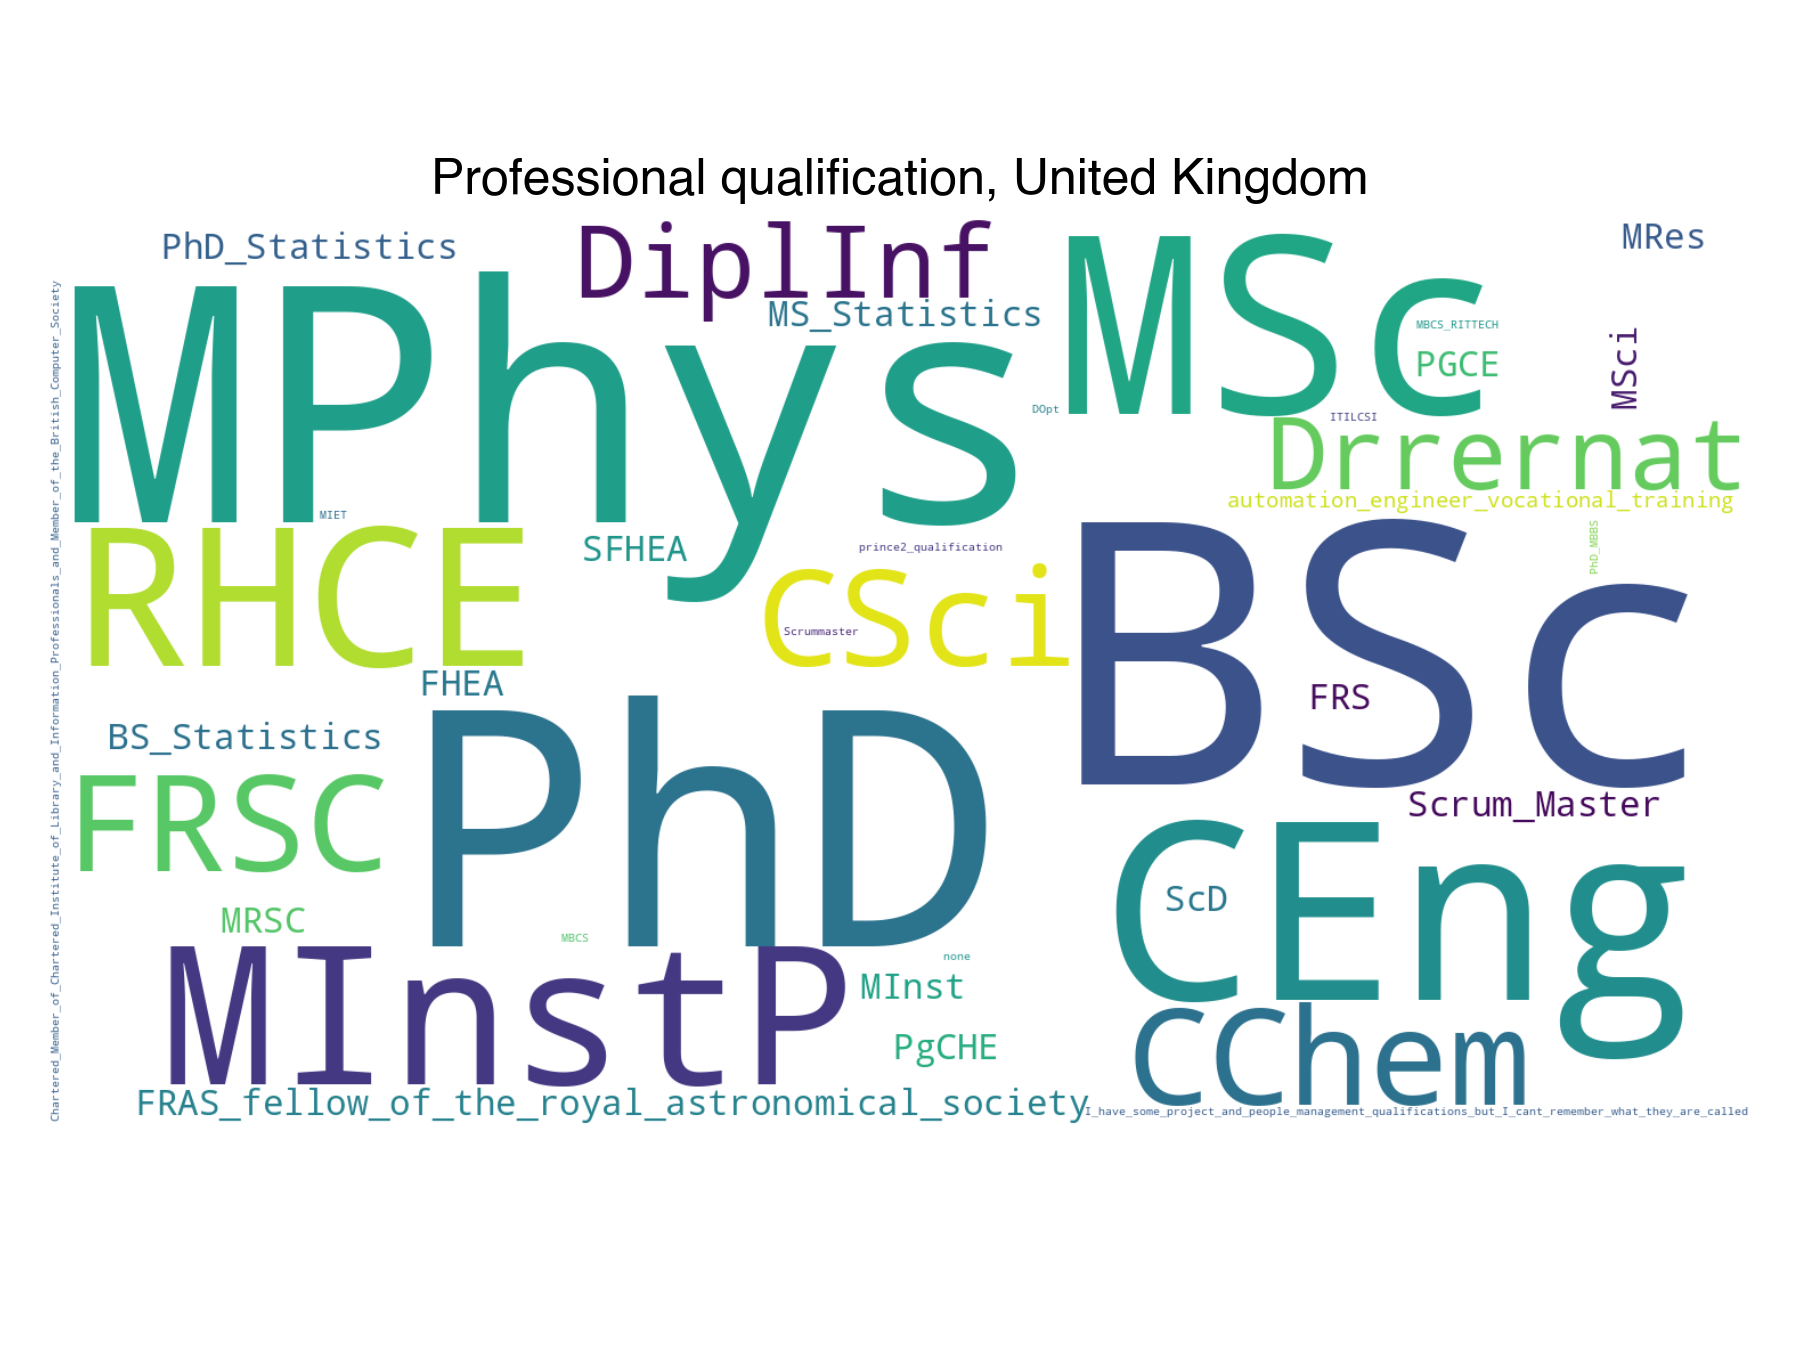 Professional qualification, United Kingdom
PhD_Statistics
DiplInf
MSc
MRes
MPhys
MS_Statistics
MBCS_RITTECH
PGCE
MSci
DOpt
ITILCSI
Drrernat
automation_engineer_vocational_training
MIET
RHCE
SFHEA
prince2_qualification
PhD_MBBS
CSci
Scrummaster
BSc
FHEA
FRS
BS_Statistics
PhD
Scrum_Master
FRSC
CEng
ScD
MRSC
MBCS
none
MInstP
MInst
CChem
PgCHE
FRAS_fellow_of_the_royal_astronomical_society
I_have_some_project_and_people_management_qualifications_but_I_cant_remember_what_they_are_called
Chartered_Member_of_Chartered_Institute_of_Library_and_Information_Professionals_and_Member_of_the_British_Computer_Society